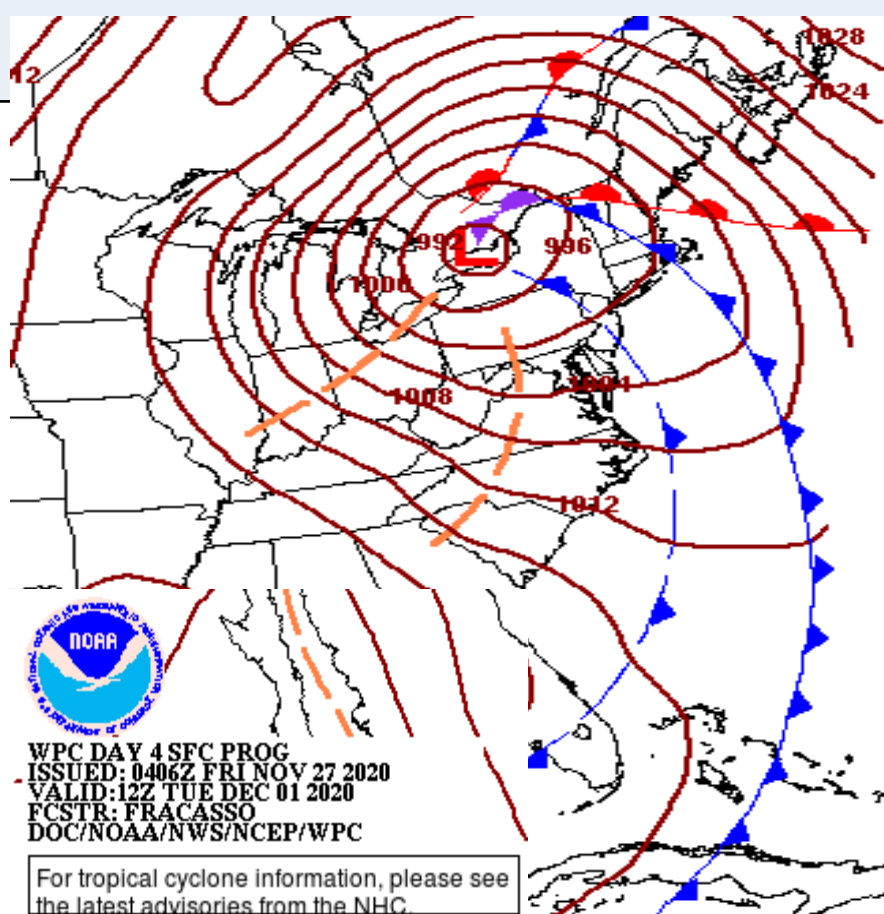 1028
12
1024
992
L
996
1000
1004
1008
1012
NOAA
WPC DAY 4 SFC PROG
ISSUED: 0406Z FRI NOV 27 2020
VALID:12Z TUE DEC 01 2020
FCSTR: FRACASSO
DOC/NOAA/NWS/NCEP/WPC
For tropical cyclone information, please see
the latest advisories from the NHC.